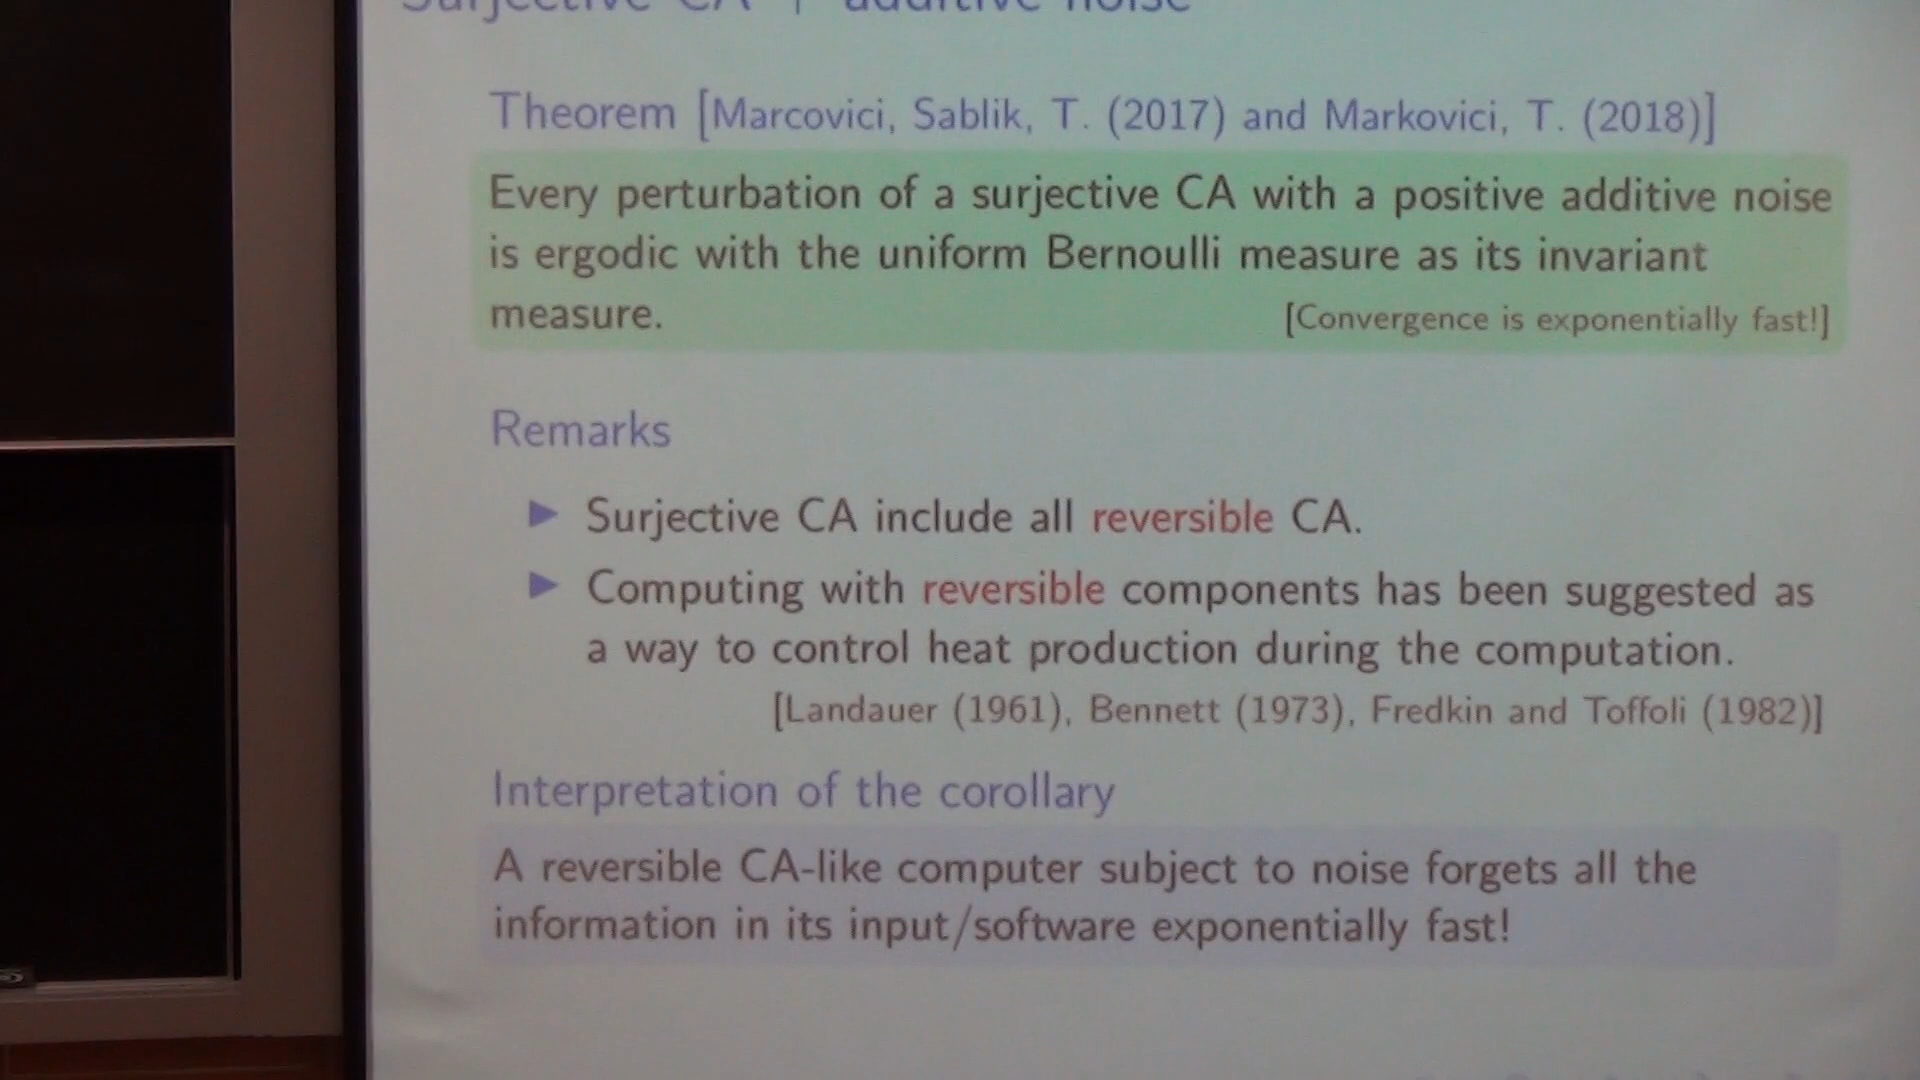 Surjective CA + additive noise
Theorem [Marcovici, Sablik, T. (2017) and Markovici, T. (2018)]
Every perturbation of a surjective CA with a positive additive noise
is ergodic with the uniform Bernoulli measure as its invariant
measure. [Convergence is exponentially fast!]
Remarks
▶ Surjective CA include all reversible CA.
▶ Computing with reversible components has been suggested as
a way to control heat production during the computation.
[Landauer (1961), Bennett (1973), Fredkin and Toffoli (1982)]
Interpretation of the corollary
A reversible CA-like computer subject to noise forgets all the
information in its input/software exponentially fast!